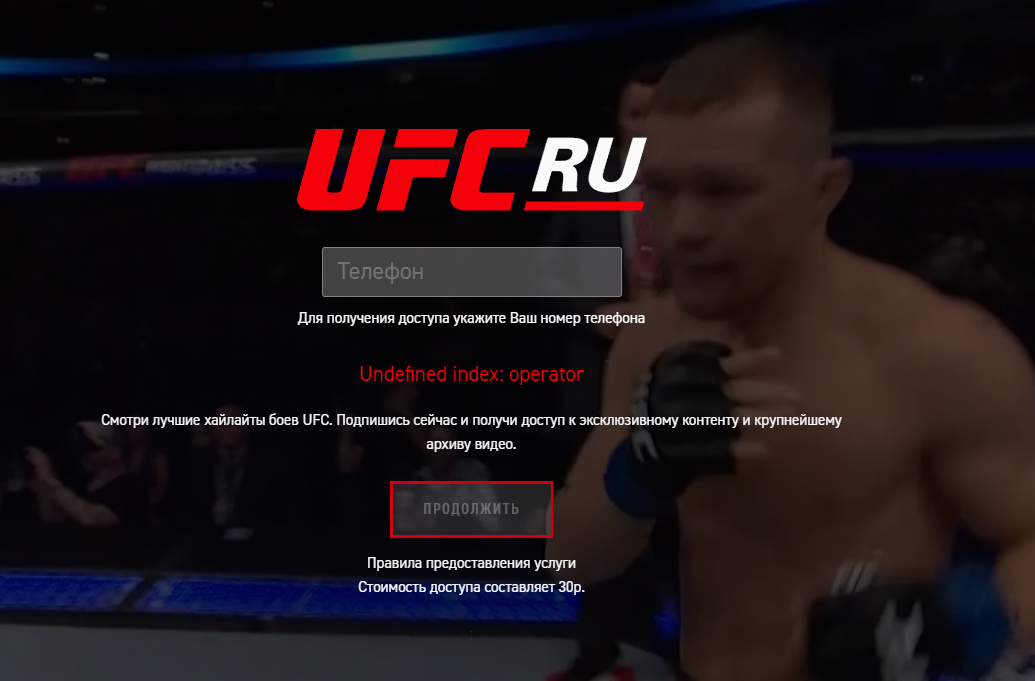 UFC RU
Телефон
Для получения доступа укажите Ваш номер телефона
Undefined index: operator
Смотри лучшие хайлайты боев UFC. Подпишись сейчас и получи доступ к эксклюзивному контенту и крупнейшему
архиву видео.
ПРОДОЛЖИТЬ
Правила предоставления услуги
Стоимость доступа составляет 30р.